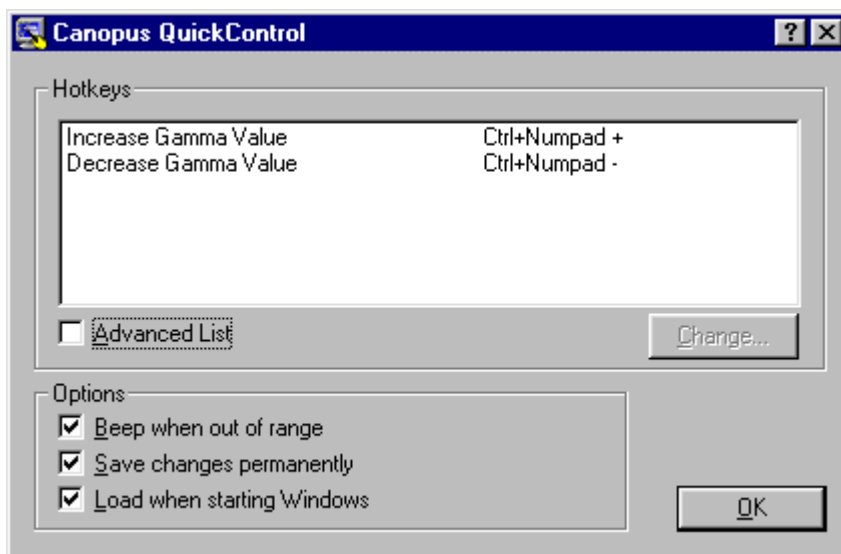 Canopus QuickControl
Hotkeys
Increase Gamma Value Ctrl+Numpad +
Decrease Gamma Value Ctrl+Numpad -
Advanced List
Change...
Options
Beep when out of range
Save changes permanently
Load when starting Windows
OK